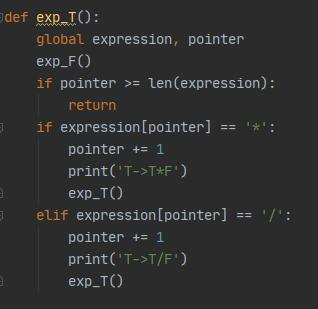 def exp_T():
    global expression, pointer
    exp_F()
    if pointer >= len(expression):
        return
    if expression[pointer] == '*':
        pointer += 1
        print('T->T*F')
        exp_T()
    elif expression[pointer] == '/':
        pointer += 1
        print('T->T/F')
        exp_T()